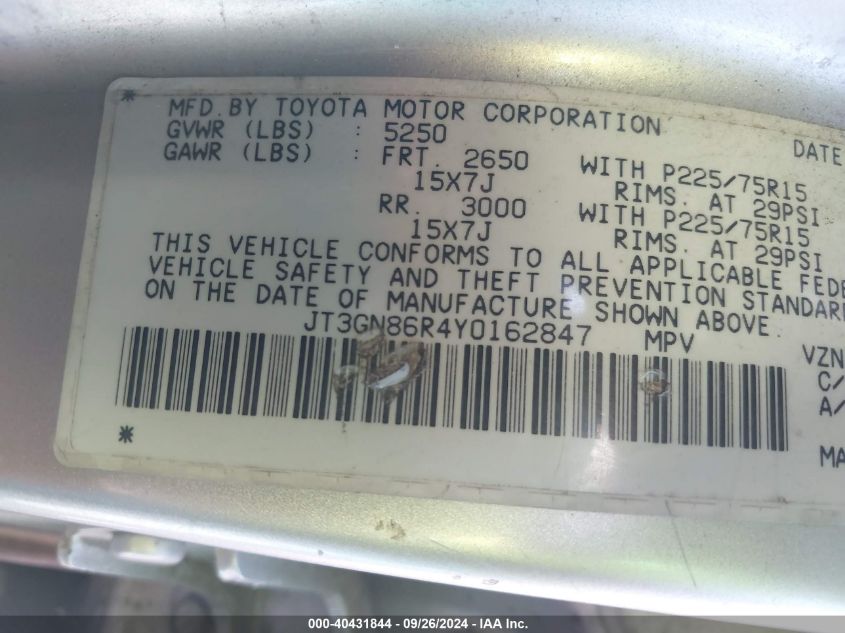 MFD.BY TOYOTA MOTOR CORPORATION DATE
GVWR (LBS) : 5250
GAWR (LBS) : FRT. 2650 WITH P225/75R15
15X7J RIMS. AT 29PSI
RR. 3000 WITH P225/75R15
15X7J RIMS. AT 29PSI
THIS VEHICLE CONFORMS TO ALL APPLICABLE FEDE
VEHICLE SAFETY AND THEFT PREVENTION STANDARD
ON THE DATE OF MANUFACTURE SHOWN ABOVE.
JT3GN86R4Y0162847 MPV
VZN
C/
A/
MA
000-40431844 - 09/26/2024 - IAA Inc.